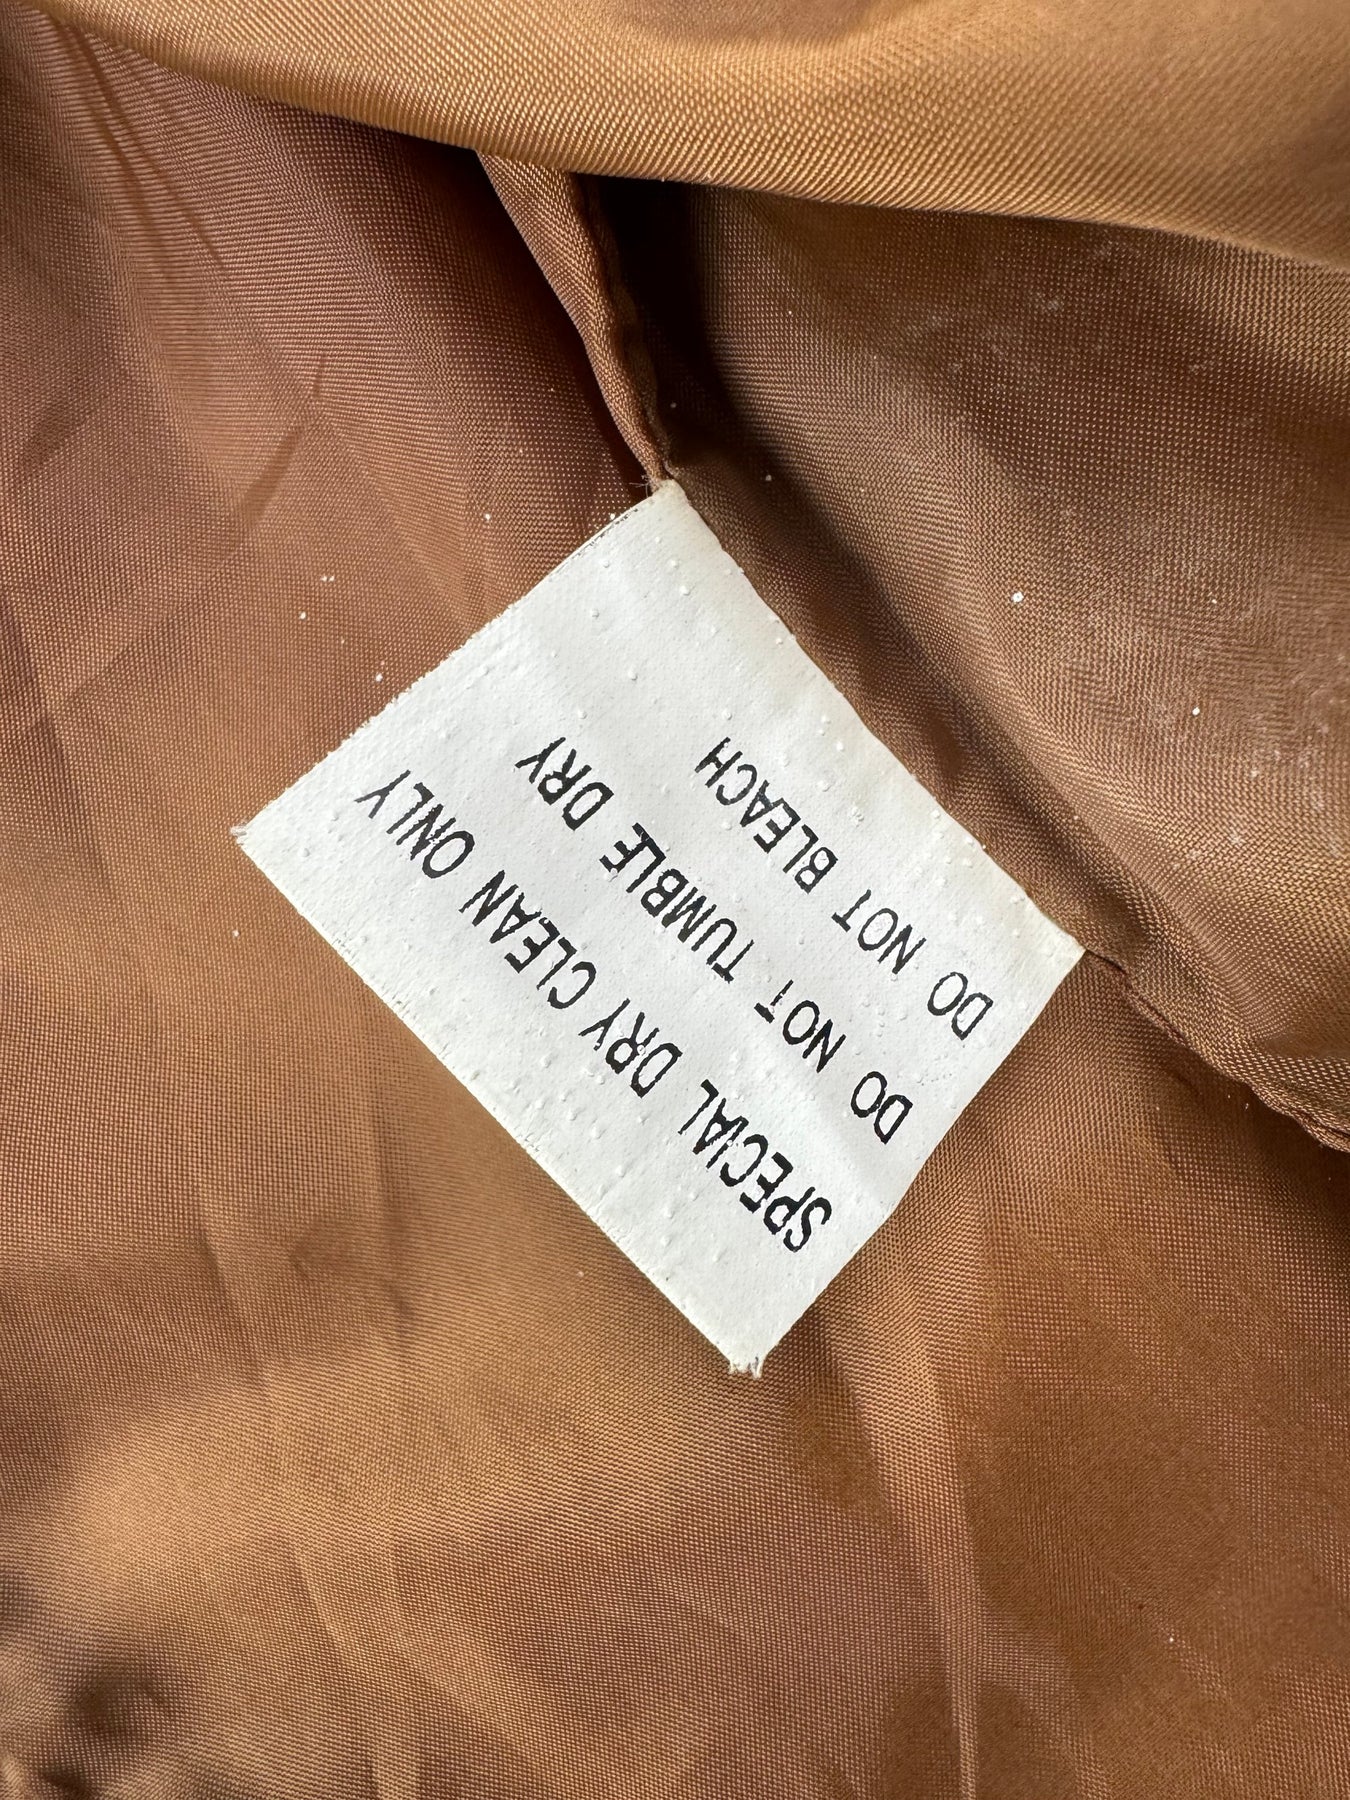 SPECIAL DRY CLEAN ONLY
DO NOT TUMBLE DRY
DO NOT BLEACH